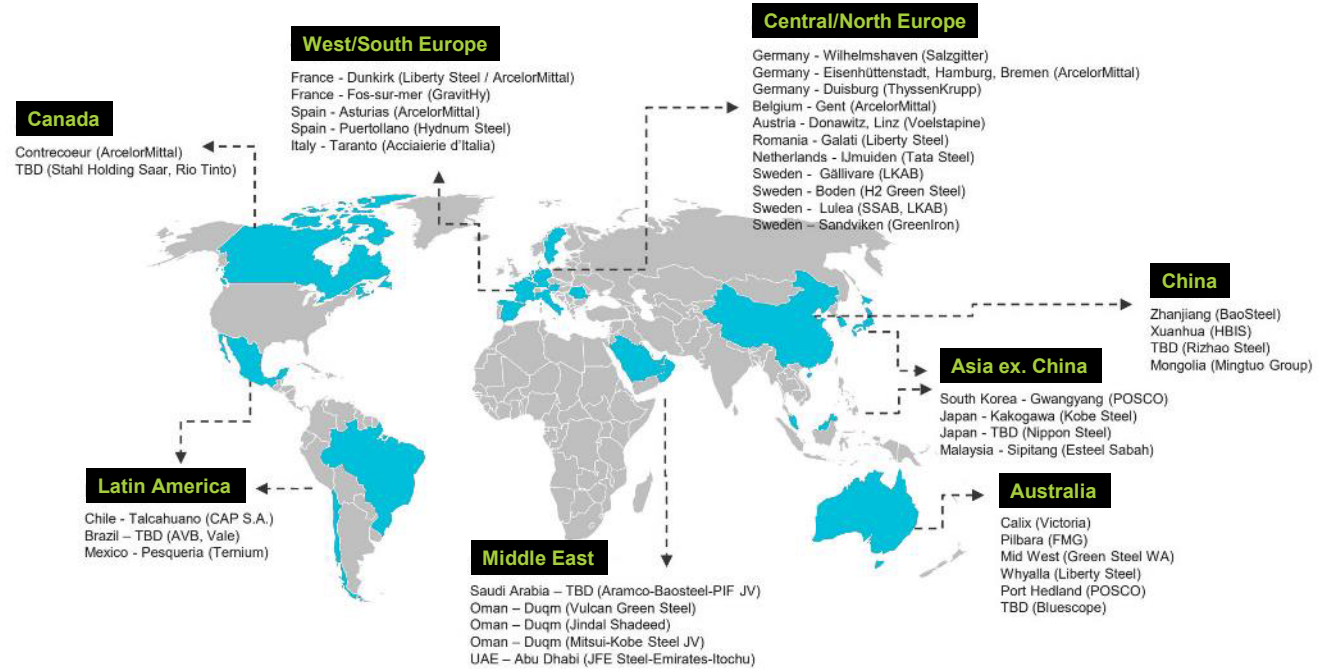 Canada
Contrecoeur (ArcelorMittal)
TBD (Stahl Holding Saar, Rio Tinto)
West/South Europe
France - Dunkirk (Liberty Steel / ArcelorMittal)
France - Fos-sur-mer (GravitHy)
Spain - Asturias (ArcelorMittal)
Spain - Puertollano (Hydnum Steel)
Italy - Taranto (Acciaierie d'Italia)
Central/North Europe
Germany - Wilhelmshaven (Salzgitter)
Germany - Eisenhüttenstadt, Hamburg, Bremen (ArcelorMittal)
Germany - Duisburg (ThyssenKrupp)
Belgium - Gent (ArcelorMittal)
Austria - Donawitz, Linz (Voelstapine)
Romania - Galati (Liberty Steel)
Netherlands - IJmuiden (Tata Steel)
Sweden - Gällivare (LKAB)
Sweden - Boden (H2 Green Steel)
Sweden - Lulea (SSAB, LKAB)
Sweden – Sandviken (GreenIron)
China
Zhanjiang (BaoSteel)
Xuanhua (HBIS)
TBD (Rizhao Steel)
Mongolia (Mingtuo Group)
Asia ex. China
South Korea - Gwangyang (POSCO)
Japan - Kakogawa (Kobe Steel)
Japan - TBD (Nippon Steel)
Malaysia - Sipitang (Esteel Sabah)
Latin America
Chile - Talcahuano (CAP S.A.)
Brazil – TBD (AVB, Vale)
Mexico - Pesqueria (Ternium)
Middle East
Saudi Arabia – TBD (Aramco-Baosteel-PIF JV)
Oman – Duqm (Vulcan Green Steel)
Oman – Duqm (Jindal Shadeed)
Oman – Duqm (Mitsui-Kobe Steel JV)
UAE – Abu Dhabi (JFE Steel-Emirates-Itochu)
Australia
Calix (Victoria)
Pilbara (FMG)
Mid West (Green Steel WA)
Whyalla (Liberty Steel)
Port Hedland (POSCO)
TBD (Bluescope)